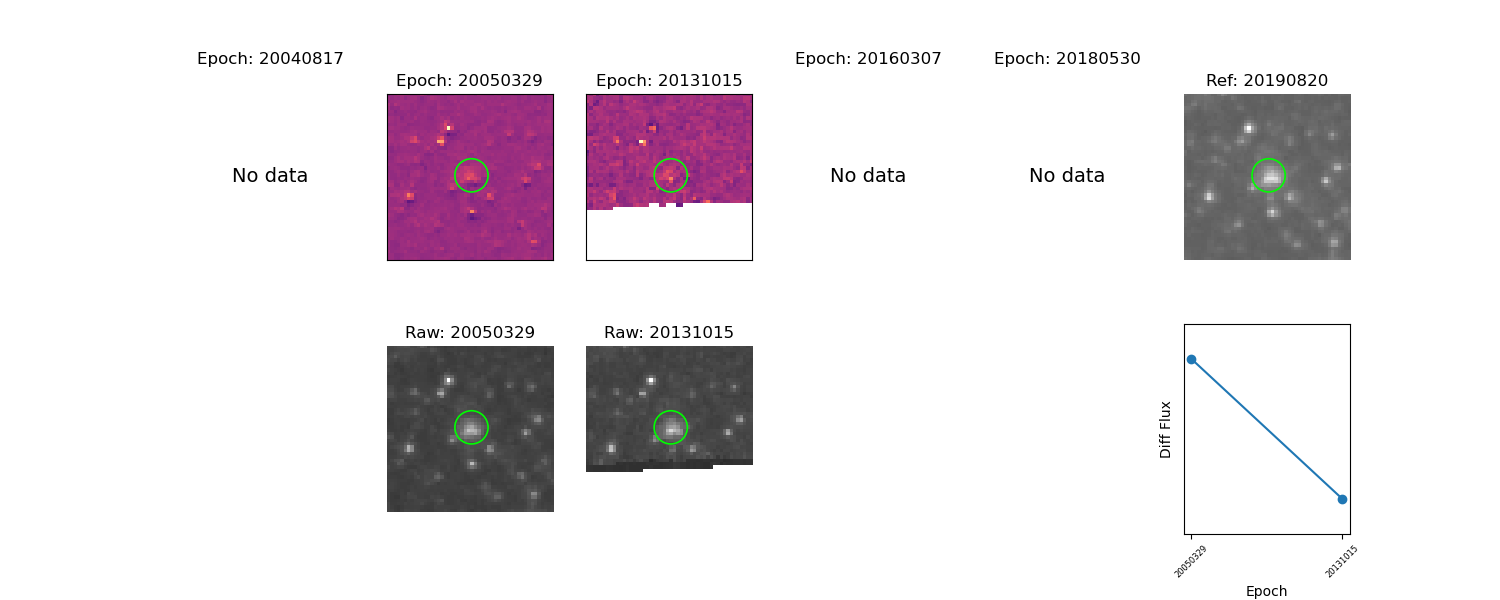 Epoch: 20040817
Epoch: 20050329
Epoch: 20131015
Epoch: 20160307
Epoch: 20180530
Ref: 20190820
No data
No data
No data
Raw: 20050329
Raw: 20131015
Diff Flux
20050329
20131015
Epoch